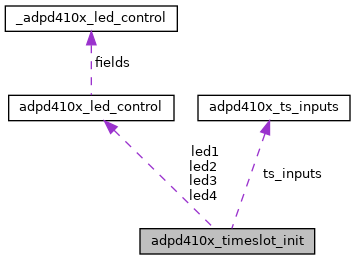 _adpd410x_led_control
fields
adpd410x_led_control
adpd410x_ts_inputs
led1
led2
led3
led4
ts_inputs
adpd410x_timeslot_init